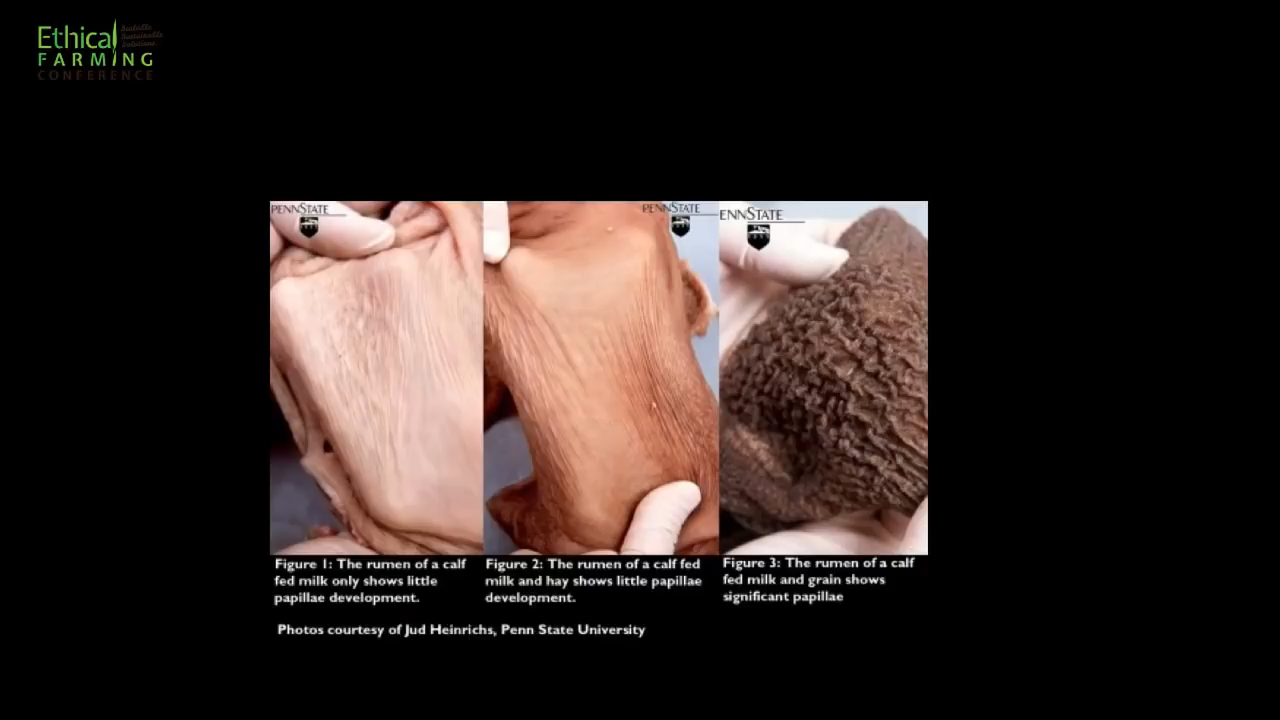 Ethical
FARMING
CONFERENCE
PENNSTATE
PENNSTATE
ENNSTATE
Figure 1: The rumen of a calf
fed milk only shows little
papillae development.
Figure 2: The rumen of a calf fed
milk and hay shows little papillae
development.
Figure 3: The rumen of a calf
fed milk and grain shows
significant papillae
Photos courtesy of Jud Heinrichs, Penn State University